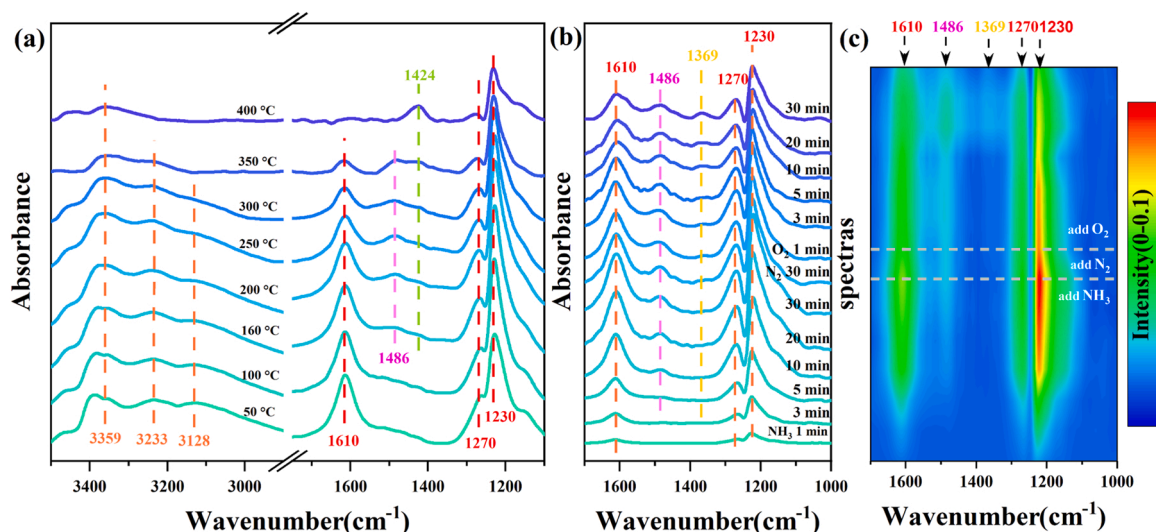 (a)
Absorbance
400 °C
350 °C
300 °C
250 °C
200 °C
160 °C
100 °C
50 °C
1424
1486
1610
1270
1230
3359
3233
3128
3400
3200
3000
1600
1400
1200
Wavenumber(cm⁻¹)
(b)
Absorbance
1610
1486
1369
1270
1230
30 min
20 min
10 min
5 min
3 min
O₂ 1 min
N₂ 30 min
30 min
20 min
10 min
5 min
3 min
NH₃ 1 min
1600
1400
1200
1000
Wavenumber(cm⁻¹)
(c)
spectras
1610
1486
1369
1270
1230
add O₂
add N₂
add NH₃
1600
1400
1200
1000
Wavenumber(cm⁻¹)
Intensity(0-0.1)